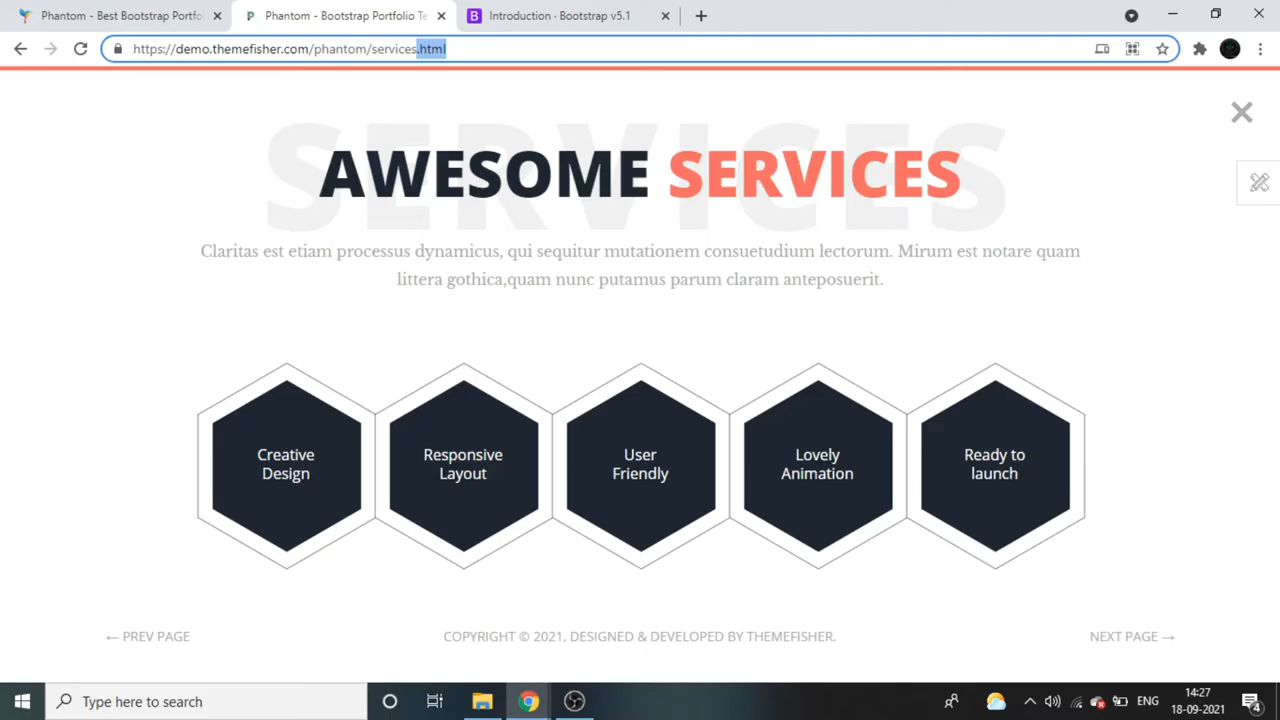 Phantom - Best Bootstrap Portfol
Phantom - Bootstrap Portfolio Te
Introduction · Bootstrap v5.1
https://demo.themefisher.com/phantom/services.html
SERVICES
AWESOME SERVICES
Claritas est etiam processus dynamicus, qui sequitur mutationem consuetudium lectorum. Mirum est notare quam
littera gothica,quam nunc putamus parum claram anteposuerit.
Creative
Design
Responsive
Layout
User
Friendly
Lovely
Animation
Ready to
launch
← PREV PAGE
COPYRIGHT © 2021, DESIGNED & DEVELOPED BY THEMEFISHER.
NEXT PAGE →
Type here to search
ENG
14:27
18-09-2021
4